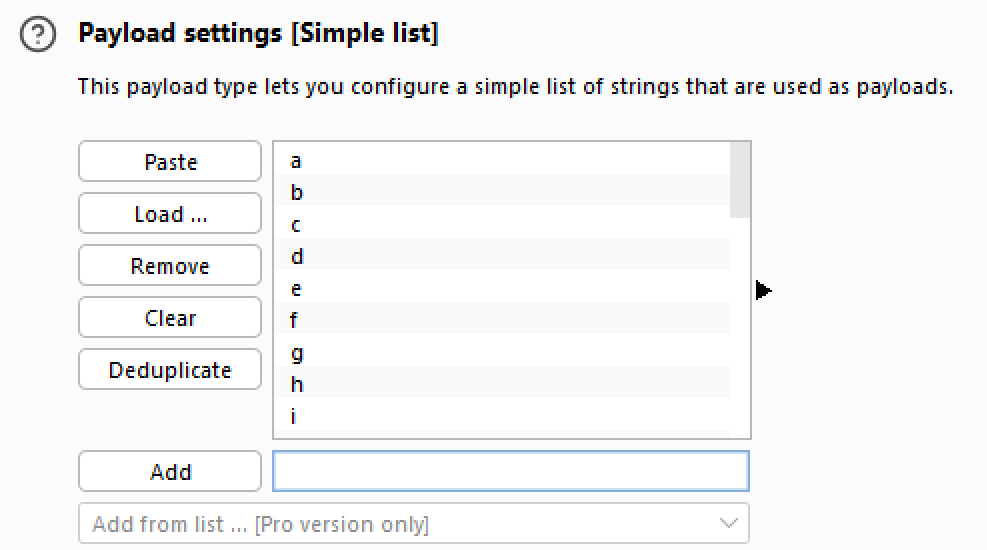 Payload settings [Simple list]
This payload type lets you configure a simple list of strings that are used as payloads.
Paste
Load ...
Remove
Clear
Deduplicate
a
b
c
d
e
f
g
h
i
Add
Add from list ... [Pro version only]